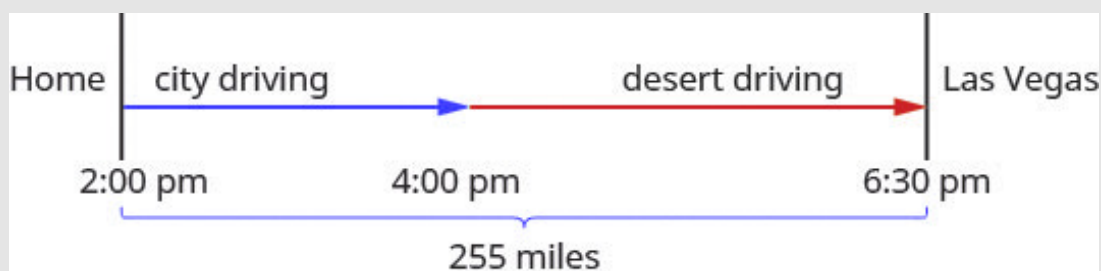 Home city driving desert driving Las Vegas
2:00 pm 4:00 pm 6:30 pm
255 miles